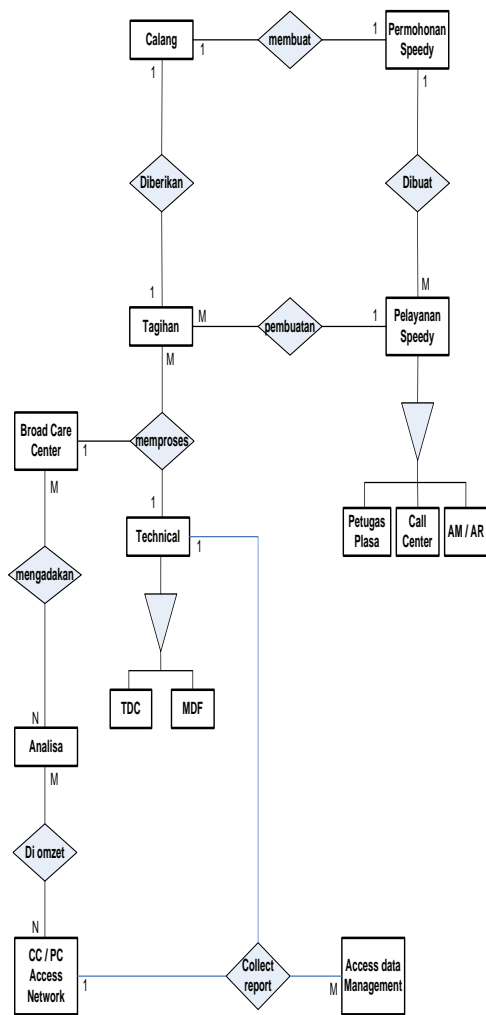 Calang
1
membuat
1
Permohonan
Speedy
1
1
Diberikan
Dibuat
1
M
Tagihan
M
pembuatan
1
Pelayanan
Speedy
M
Broad Care
Center
1
memproses
M
1
Petugas
Plasa
Call
Center
AM / AR
Technical
1
mengadakan
TDC
MDF
N
Analisa
M
Di omzet
N
CC / PC
Access
Network
1
Collect
report
M
Access data
Management